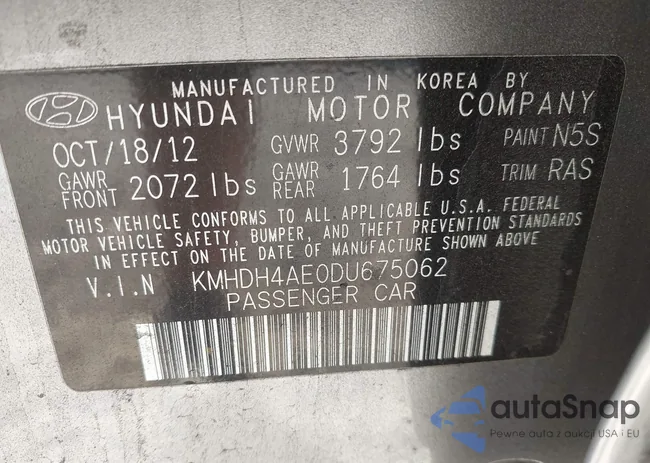 MANUFACTURED IN KOREA BY
HYUNDAI MOTOR COMPANY
OCT/18/12 GVWR 3792 lbs PAINT N5S
GAWR FRONT 2072 lbs GAWR REAR 1764 lbs TRIM RAS
THIS VEHICLE CONFORMS TO ALL APPLICABLE U.S.A. FEDERAL
MOTOR VEHICLE SAFETY, BUMPER, AND THEFT PREVENTION STANDARDS
IN EFFECT ON THE DATE OF MANUFACTURE SHOWN ABOVE
V.I.N KMHDH4AE0DU675062
PASSENGER CAR
autoSnap
Pewne auta z aukcji USA i EU